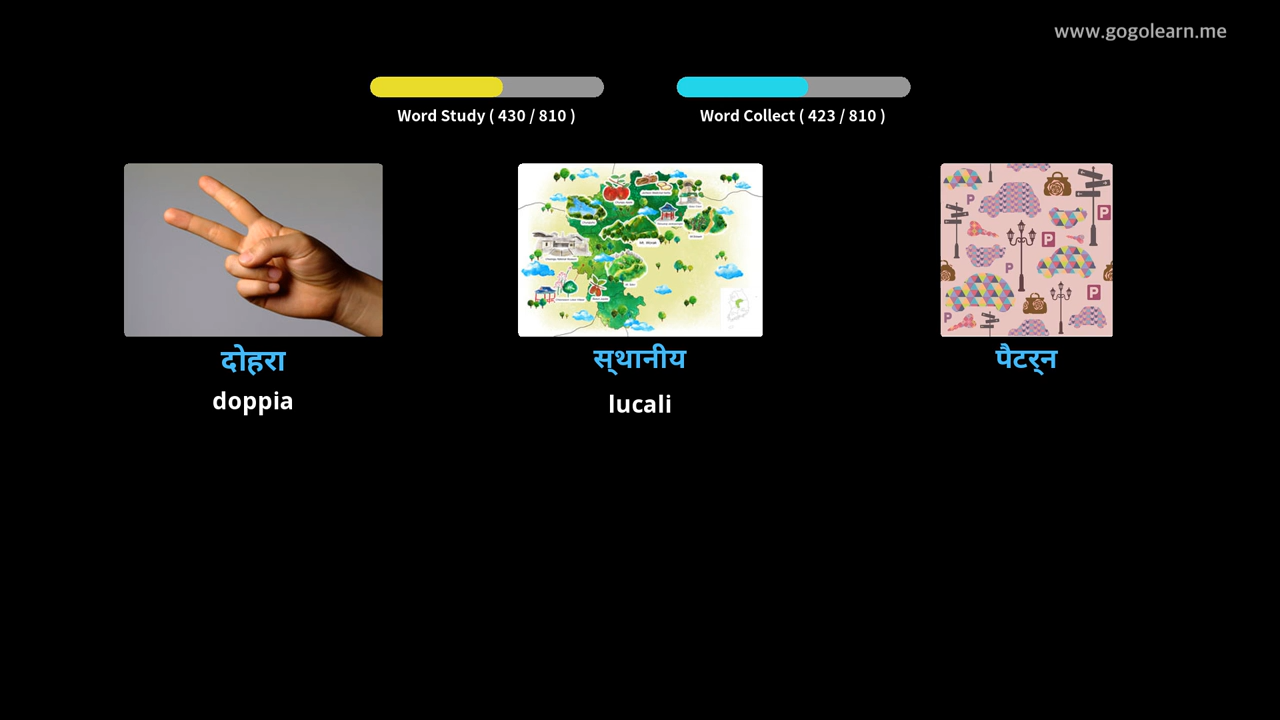 www.gogolearn.me
Word Study ( 430 / 810 )
Word Collect ( 423 / 810 )
दोहरा
doppia
स्थानीय
lucali
पैटर्न
P
P
P
P
P
P